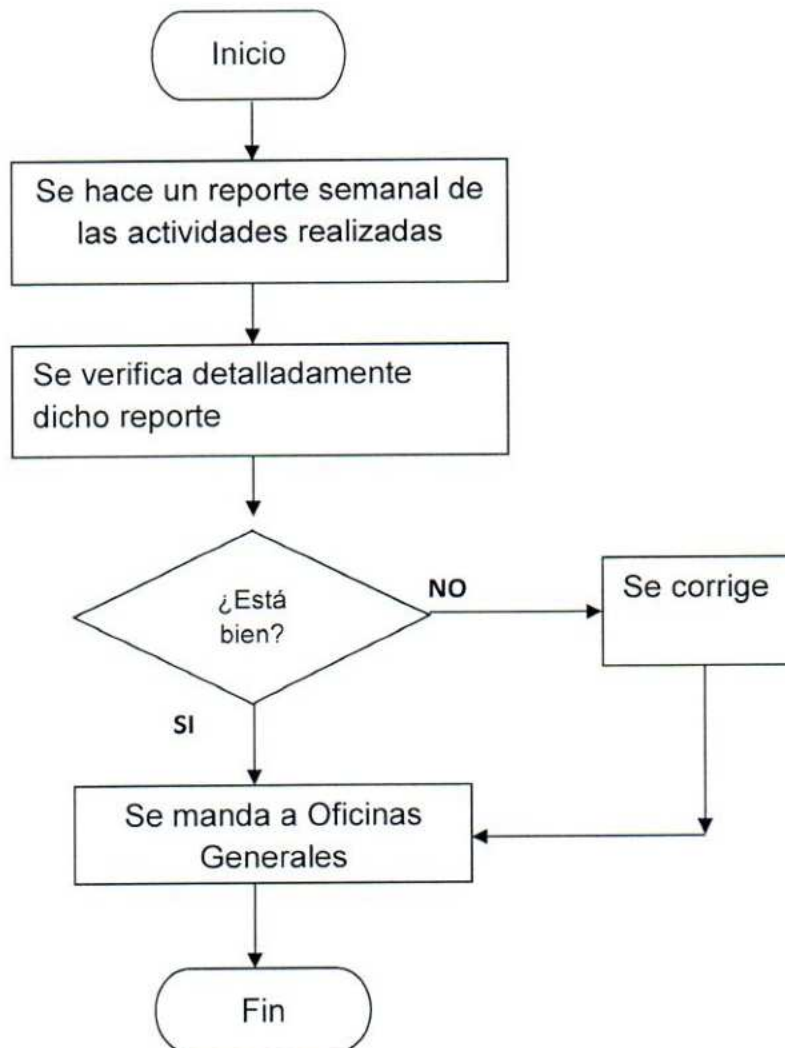 Inicio
Se hace un reporte semanal de
las actividades realizadas
Se verifica detalladamente
dicho reporte
¿Está
bien?
NO
Se corrige
SI
Se manda a Oficinas
Generales
Fin